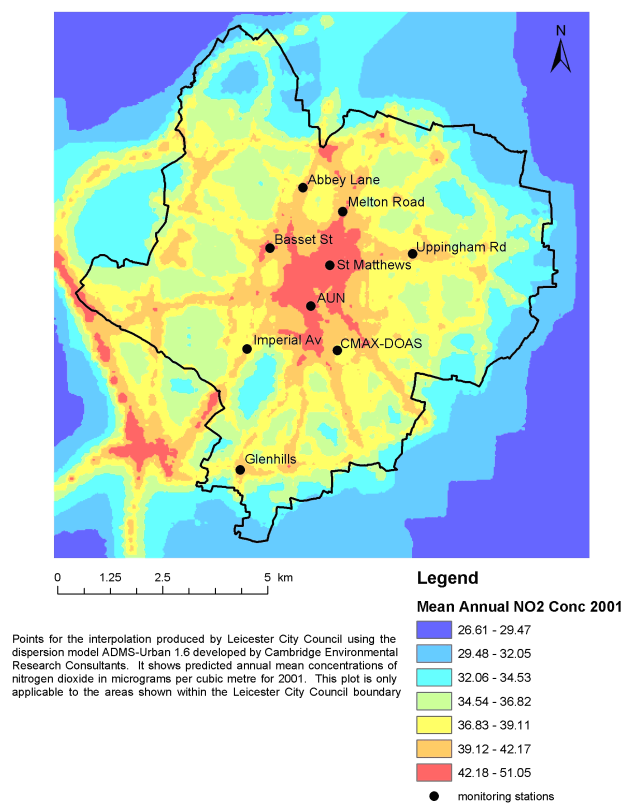 N
Abbey Lane
Melton Road
Basset St
Uppingham Rd
St Matthews
AUN
Imperial Av
CMAX-DOAS
Glenhills
0 1.25 2.5 5 km
Legend
Mean Annual NO2 Conc 2001
26.61 - 29.47
29.48 - 32.05
32.06 - 34.53
34.54 - 36.82
36.83 - 39.11
39.12 - 42.17
42.18 - 51.05
monitoring stations
Points for the interpolation produced by Leicester City Council using the
dispersion model ADMS-Urban 1.6 developed by Cambridge Environmental
Research Consultants. It shows predicted annual mean concentrations of
nitrogen dioxide in micrograms per cubic metre for 2001. This plot is only
applicable to the areas shown within the Leicester City Council boundary